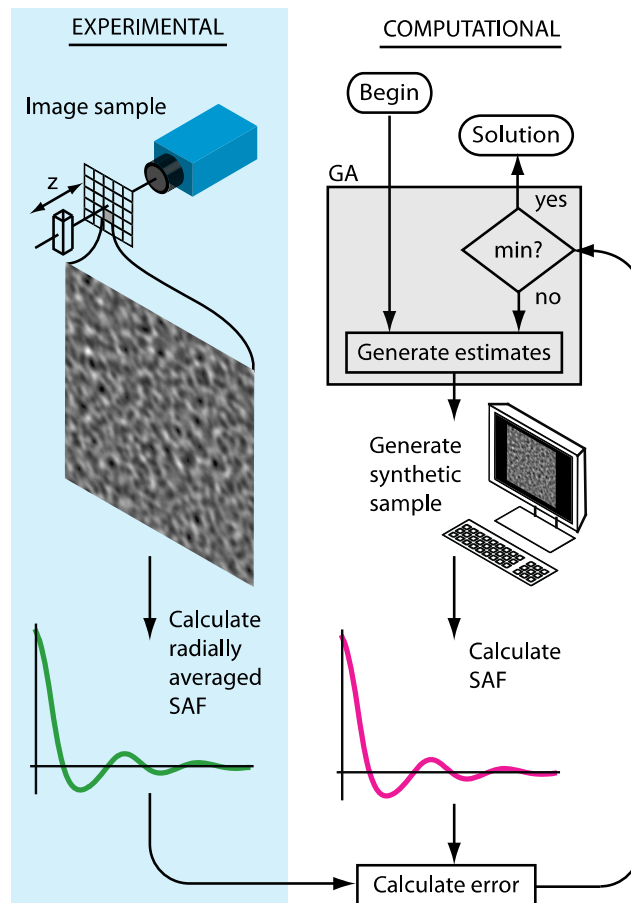 EXPERIMENTAL
Image sample
z
Calculate
radially
averaged
SAF
COMPUTATIONAL
Begin
Solution
GA
yes
min?
no
Generate estimates
Generate
synthetic
sample
Calculate
SAF
Calculate error